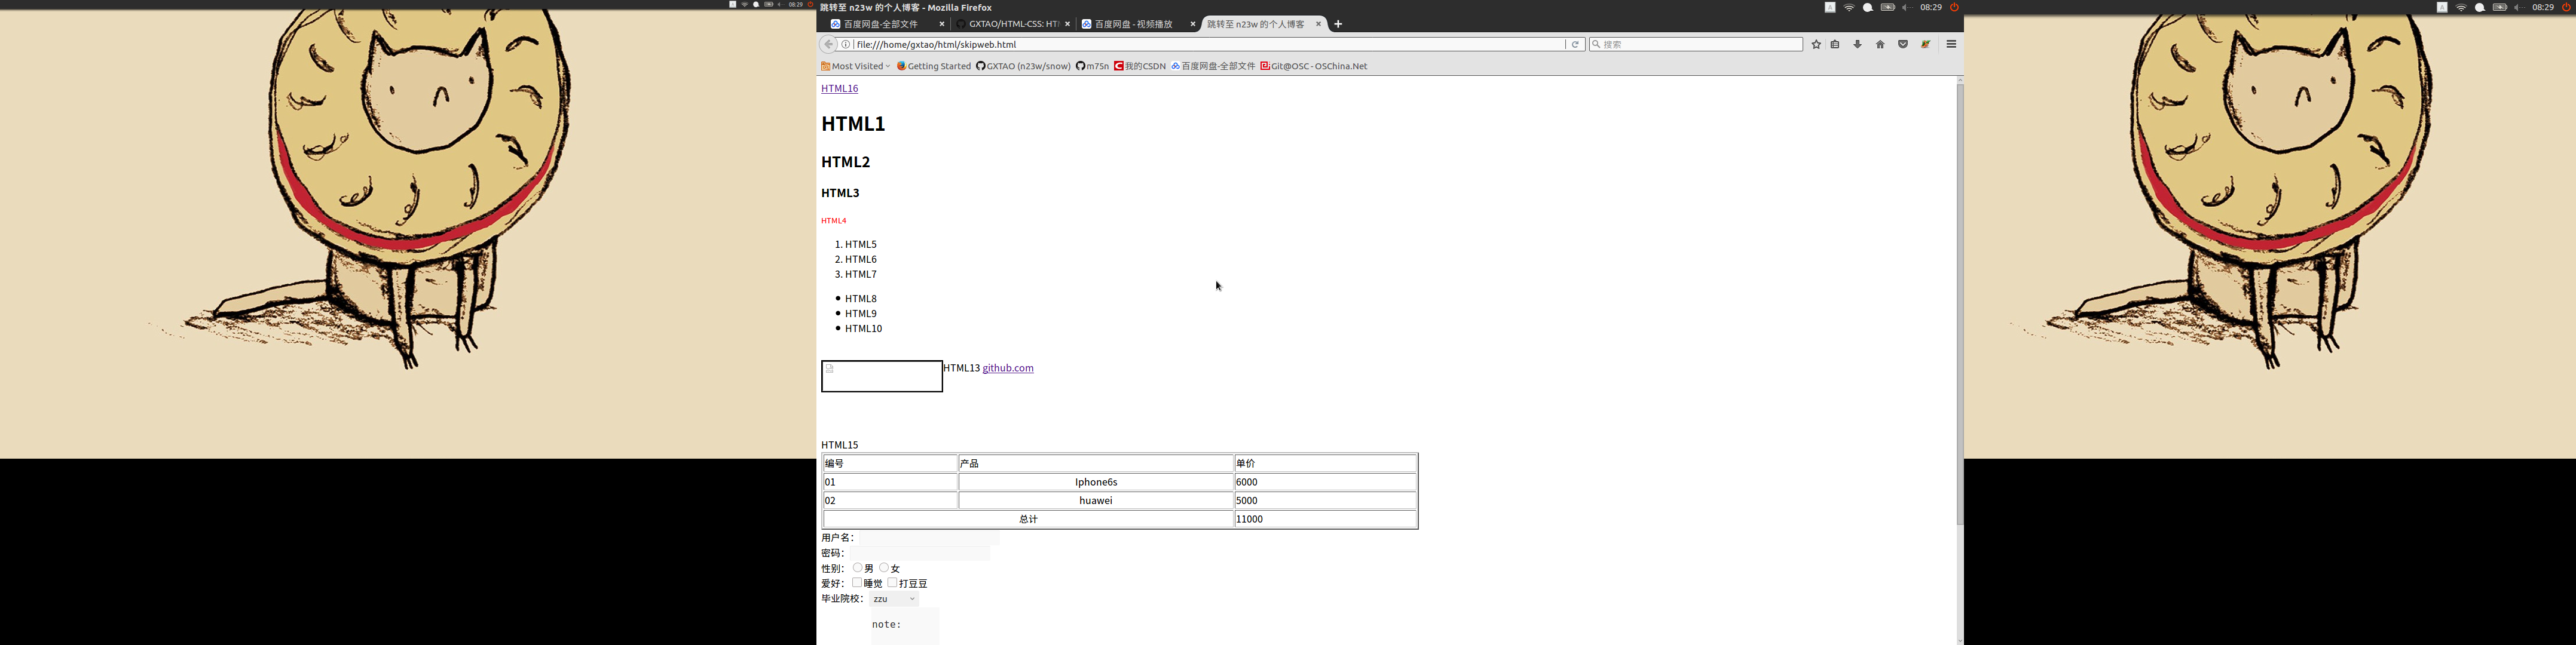 08:29
跳转至 n23w 的个人博客 - Mozilla Firefox
08:29
08:29
百度网盘-全部文件
GXTAO/HTML-CSS: HT
百度网盘 - 视频播放
跳转至 n23w 的个人博客
file:///home/gxtao/html/skipweb.html
搜索
Most Visited
Getting Started
GXTAO (n23w/snow)
m75n
我的CSDN
百度网盘-全部文件
Git@OSC - OSChina.Net
HTML16
HTML1
HTML2
HTML3
HTML4
1. HTML5
2. HTML6
3. HTML7
HTML8
HTML9
HTML10
HTML13 github.com
HTML15
编号 产品 单价
01 Iphone6s 6000
02 huawei 5000
总计 11000
用户名：
密码：
性别： 男 女
爱好： 睡觉 打豆豆
毕业院校： zzu
note: